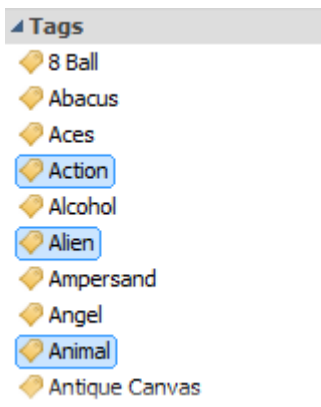 Tags
8 Ball
Abacus
Aces
Action
Alcohol
Alien
Ampersand
Angel
Animal
Antique Canvas